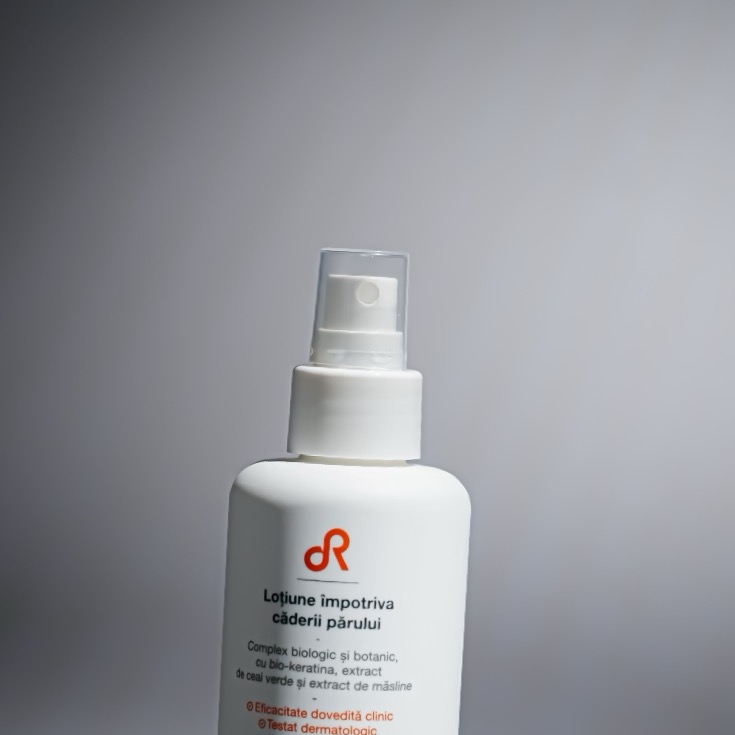 dR
Loțiune împotriva
căderii părului
Complex biologic și botanic,
cu bio-keratina, extract
de ceai verde și extract de măsline
Eficacitate dovedită clinic
Testat dermatologic